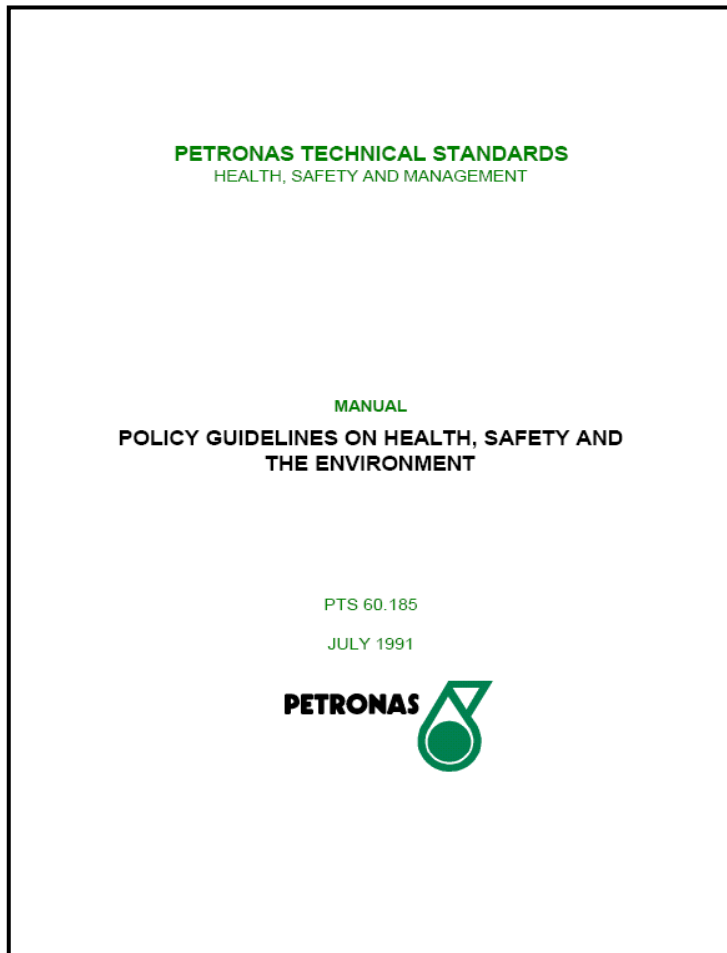 PETRONAS TECHNICAL STANDARDS
HEALTH, SAFETY AND MANAGEMENT
MANUAL
POLICY GUIDELINES ON HEALTH, SAFETY AND
THE ENVIRONMENT
PTS 60.185
JULY 1991
PETRONAS